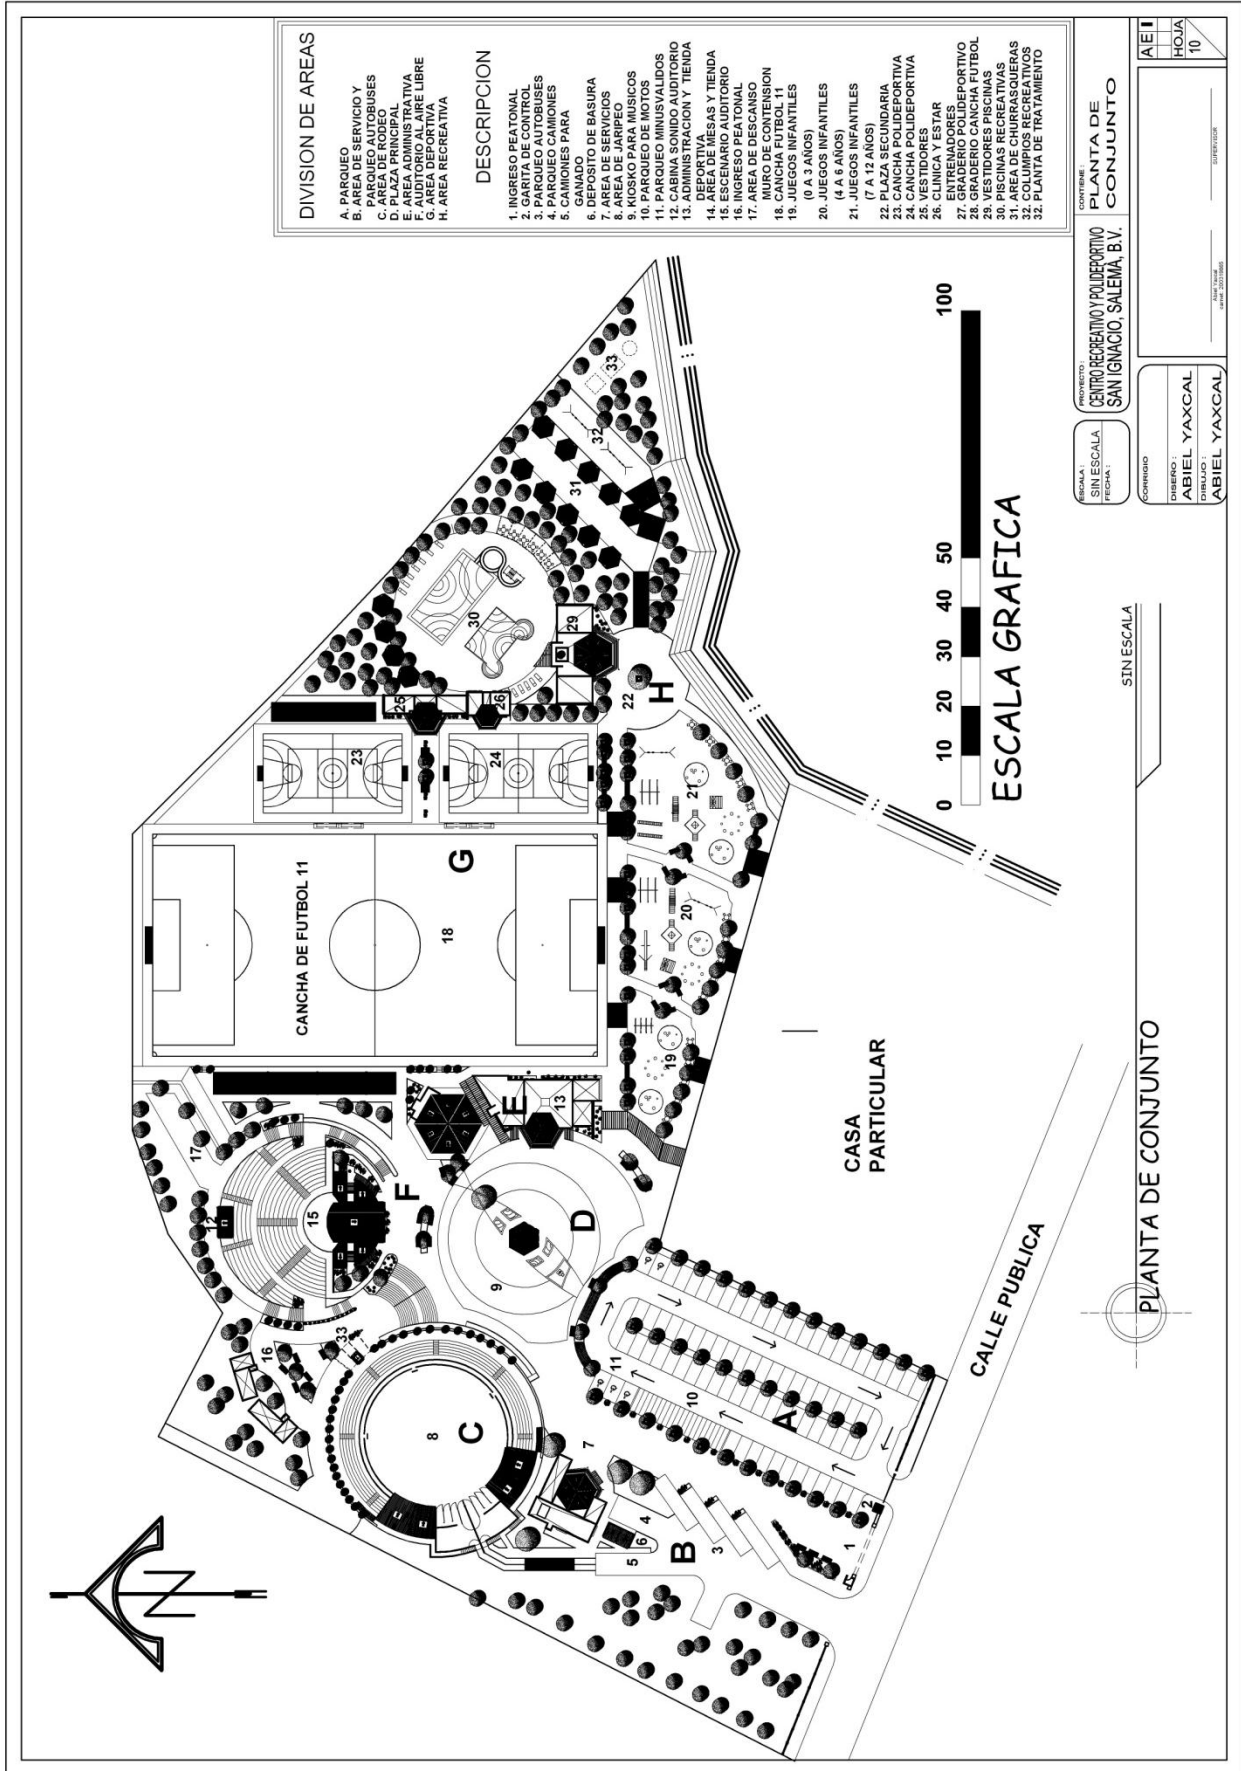 DIVISION DE AREAS
A. PARQUEO
B. AREA DE SERVICIO Y
PARQUEO AUTOBUSES
C. AREA DE RODEO
D. PLAZA PRINCIPAL
E. AREA ADMINISTRATIVA
F. AUDITORIO AL AIRE LIBRE
G. AREA DEPORTIVA
H. AREA RECREATIVA
DESCRIPCION
1. INGRESO PEATONAL
2. GARITA DE CONTROL
3. PARQUEO AUTOBUSES
4. PARQUEO CAMIONES
5. CAMIONES PARA
GANADO
6. DEPOSITO DE BASURA
7. AREA DE SERVICIOS
8. AREA DE JARIPEO
9. KIOSKO PARA MUSICOS
10. PARQUEO DE MOTOS
11. PARQUEO MINUSVALIDOS
12. CABINA SONIDO AUDITORIO
13. ADMINISTRACION Y TIENDA
DEPORTIVA
14. AREA DE MESAS Y TIENDA
15. ESCENARIO AUDITORIO
16. INGRESO PEATONAL
17. AREA DE DESCANSO
MURO DE CONTENSION
18. CANCHA FUTBOL 11
19. JUEGOS INFANTILES
(0 A 3 AÑOS)
20. JUEGOS INFANTILES
(4 A 6 AÑOS)
21. JUEGOS INFANTILES
(7 A 12 AÑOS)
22. PLAZA SECUNDARIA
23. CANCHA POLIDEPORTIVA
24. CANCHA POLIDEPORTIVA
25. VESTIDORES
26. CLINICA Y ESTAR
ENTRENADORES
27. GRADERIO POLIDEPORTIVO
28. GRADERIO CANCHA FUTBOL
29. VESTIDORES PISCINAS
30. PISCINAS RECREATIVAS
31. AREA DE CHURRASQUERAS
32. COLUMPIOS RECREATIVOS
32. PLANTA DE TRATAMIENTO
N
12
17
15
F
16
33
8
C
9
D
E
13
CANCHA DE FUTBOL 11
18
G
23
24
25
26
30
29
31
32
33
22
H
21
20
19
7
11
10
A
4
6
5
B
3
2
1
CASA
PARTICULAR
CALLE PUBLICA
0 10 20 30 40 50 100
ESCALA GRAFICA
PLANTA DE CONJUNTO
SIN ESCALA
ESCALA :
SIN ESCALA
FECHA :
PROYECTO :
CENTRO RECREATIVO Y POLIDEPORTIVO
SAN IGNACIO, SALEMÁ, B.V.
CONTIENE :
PLANTA DE
CONJUNTO
CORRIGIO
DISEÑO :
ABIEL YAXCAL
DIBUJO :
ABIEL YAXCAL
Abiel Yaxcal
SUPERVISOR
AEI
HOJA
10